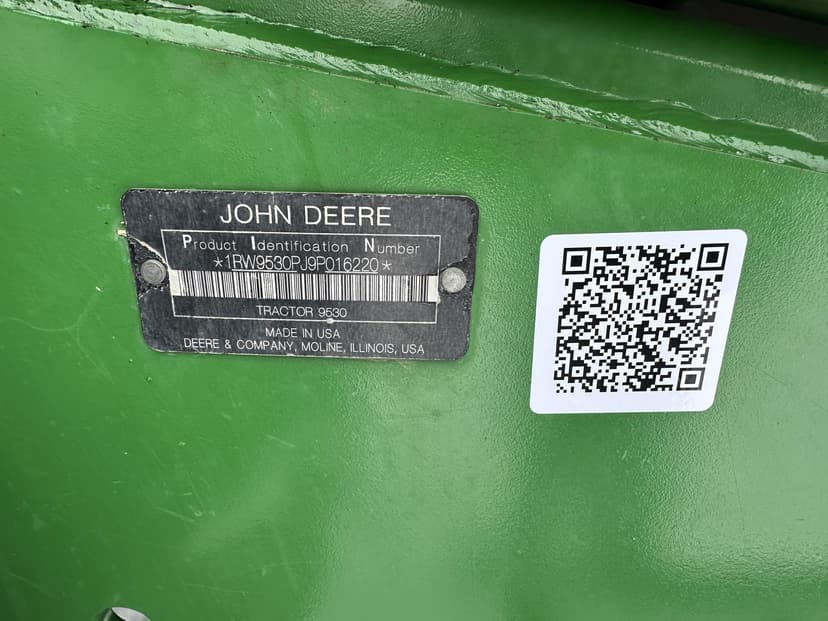 JOHN DEERE
Product Identification Number
*1RW9530PJ9P016220*
TRACTOR 9530
MADE IN USA
DEERE & COMPANY, MOLINE, ILLINOIS, USA